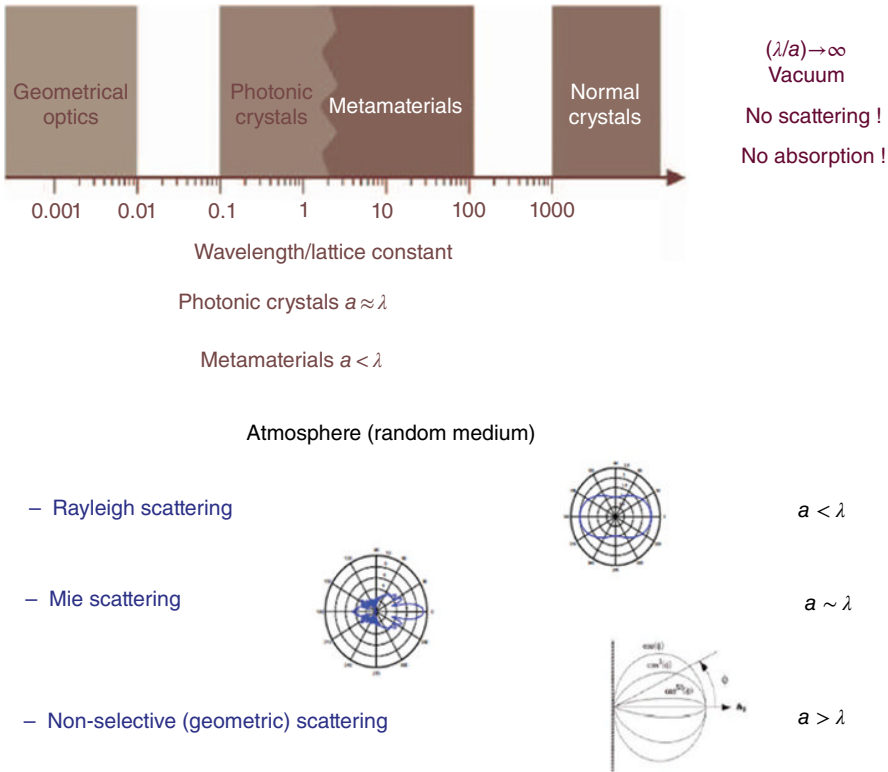 Geometrical
optics
Photonic
crystals
Metamaterials
Normal
crystals
(λ/a)→∞
Vacuum
No scattering !
No absorption !
0.001 0.01 0.1 1 10 100 1000
Wavelength/lattice constant
Photonic crystals a ≈ λ
Metamaterials a < λ
Atmosphere (random medium)
– Rayleigh scattering
a < λ
– Mie scattering
a ~ λ
– Non-selective (geometric) scattering
a > λ